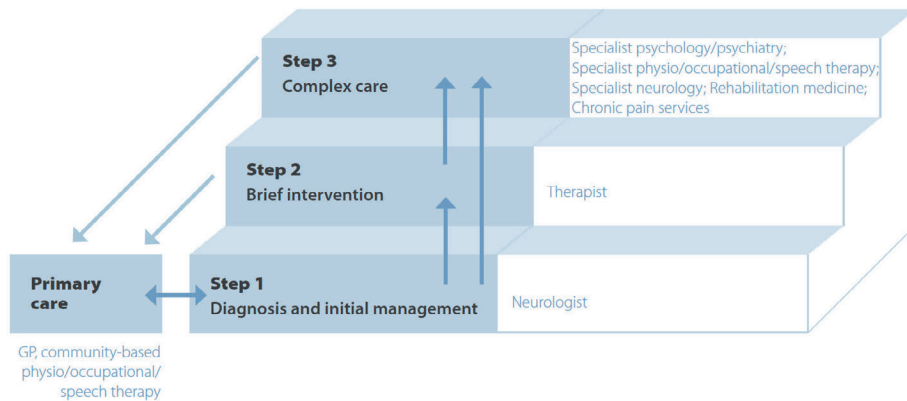 Step 3
Complex care
Specialist psychology/psychiatry;
Specialist physio/occupational/speech therapy;
Specialist neurology; Rehabilitation medicine;
Chronic pain services
Step 2
Brief intervention
Therapist
Primary
care
Step 1
Diagnosis and initial management
Neurologist
GP, community-based
physio/occupational/
speech therapy